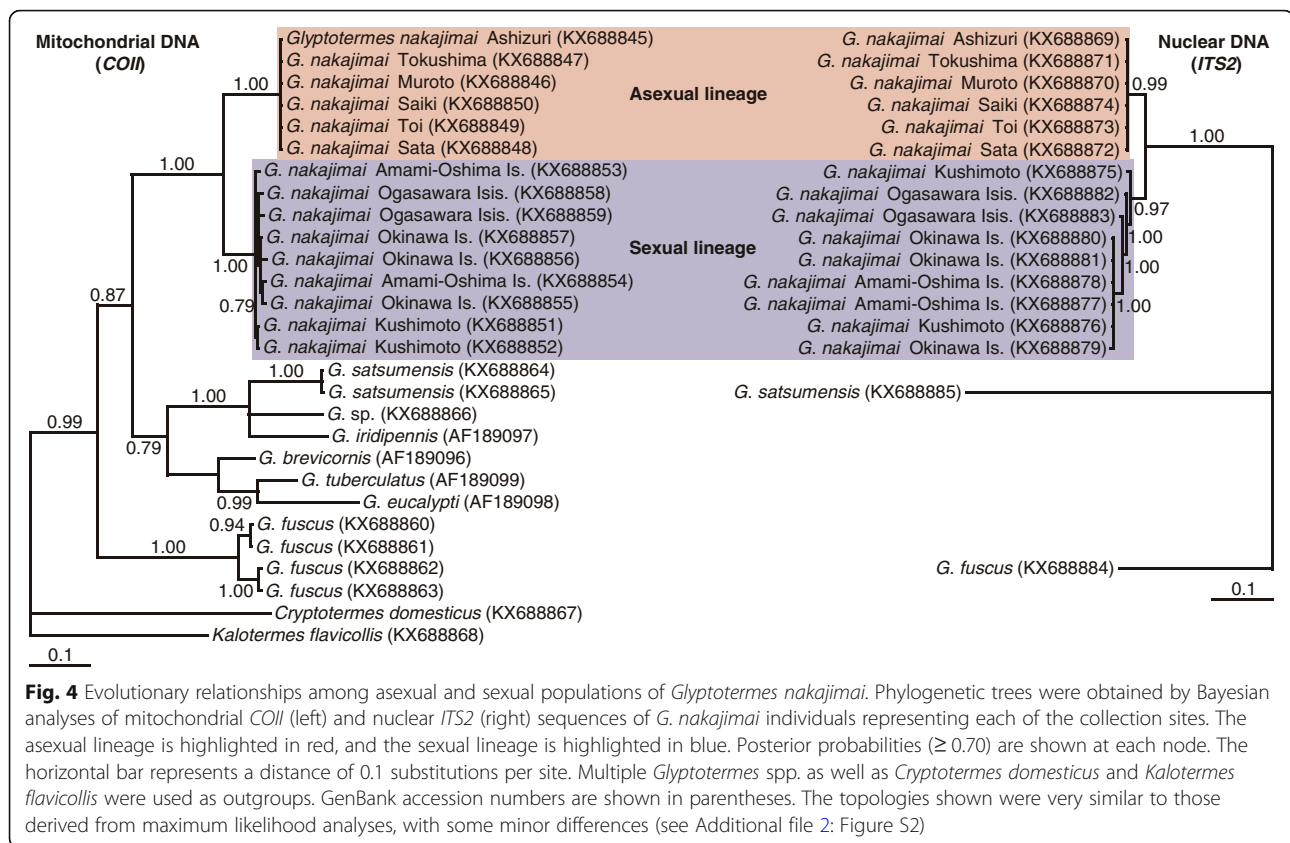 Mitochondrial DNA
(COII)
Nuclear DNA
(ITS2)
Asexual lineage
Sexual lineage
Glyptotermes nakajimai Ashizuri (KX688845)
G. nakajimai Tokushima (KX688847)
G. nakajimai Muroto (KX688846)
G. nakajimai Saiki (KX688850)
G. nakajimai Toi (KX688849)
G. nakajimai Sata (KX688848)
G. nakajimai Amami-Oshima Is. (KX688853)
G. nakajimai Ogasawara Isis. (KX688858)
G. nakajimai Ogasawara Isis. (KX688859)
G. nakajimai Okinawa Is. (KX688857)
G. nakajimai Okinawa Is. (KX688856)
G. nakajimai Amami-Oshima Is. (KX688854)
G. nakajimai Okinawa Is. (KX688855)
G. nakajimai Kushimoto (KX688851)
G. nakajimai Kushimoto (KX688852)
G. satsumensis (KX688864)
G. satsumensis (KX688865)
G. sp. (KX688866)
G. iridipennis (AF189097)
G. brevicornis (AF189096)
G. tuberculatus (AF189099)
G. eucalypti (AF189098)
G. fuscus (KX688860)
G. fuscus (KX688861)
G. fuscus (KX688862)
G. fuscus (KX688863)
Cryptotermes domesticus (KX688867)
Kalotermes flavicollis (KX688868)
1.00
1.00
1.00
0.79
0.87
1.00
1.00
0.99
0.79
0.99
0.94
1.00
1.00
0.1
G. nakajimai Ashizuri (KX688869)
G. nakajimai Tokushima (KX688871)
G. nakajimai Muroto (KX688870)
G. nakajimai Saiki (KX688874)
G. nakajimai Toi (KX688873)
G. nakajimai Sata (KX688872)
G. nakajimai Kushimoto (KX688875)
G. nakajimai Ogasawara Isis. (KX688882)
G. nakajimai Ogasawara Isis. (KX688883)
G. nakajimai Okinawa Is. (KX688880)
G. nakajimai Okinawa Is. (KX688881)
G. nakajimai Amami-Oshima Is. (KX688878)
G. nakajimai Amami-Oshima Is. (KX688877)
G. nakajimai Kushimoto (KX688876)
G. nakajimai Okinawa Is. (KX688879)
G. satsumensis (KX688885)
G. fuscus (KX688884)
0.99
1.00
0.97
1.00
1.00
1.00
0.1
Fig. 4 Evolutionary relationships among asexual and sexual populations of Glyptotermes nakajimai. Phylogenetic trees were obtained by Bayesian
analyses of mitochondrial COII (left) and nuclear ITS2 (right) sequences of G. nakajimai individuals representing each of the collection sites. The
asexual lineage is highlighted in red, and the sexual lineage is highlighted in blue. Posterior probabilities (≥ 0.70) are shown at each node. The
horizontal bar represents a distance of 0.1 substitutions per site. Multiple Glyptotermes spp. as well as Cryptotermes domesticus and Kalotermes
flavicollis were used as outgroups. GenBank accession numbers are shown in parentheses. The topologies shown were very similar to those
derived from maximum likelihood analyses, with some minor differences (see Additional file 2: Figure S2)